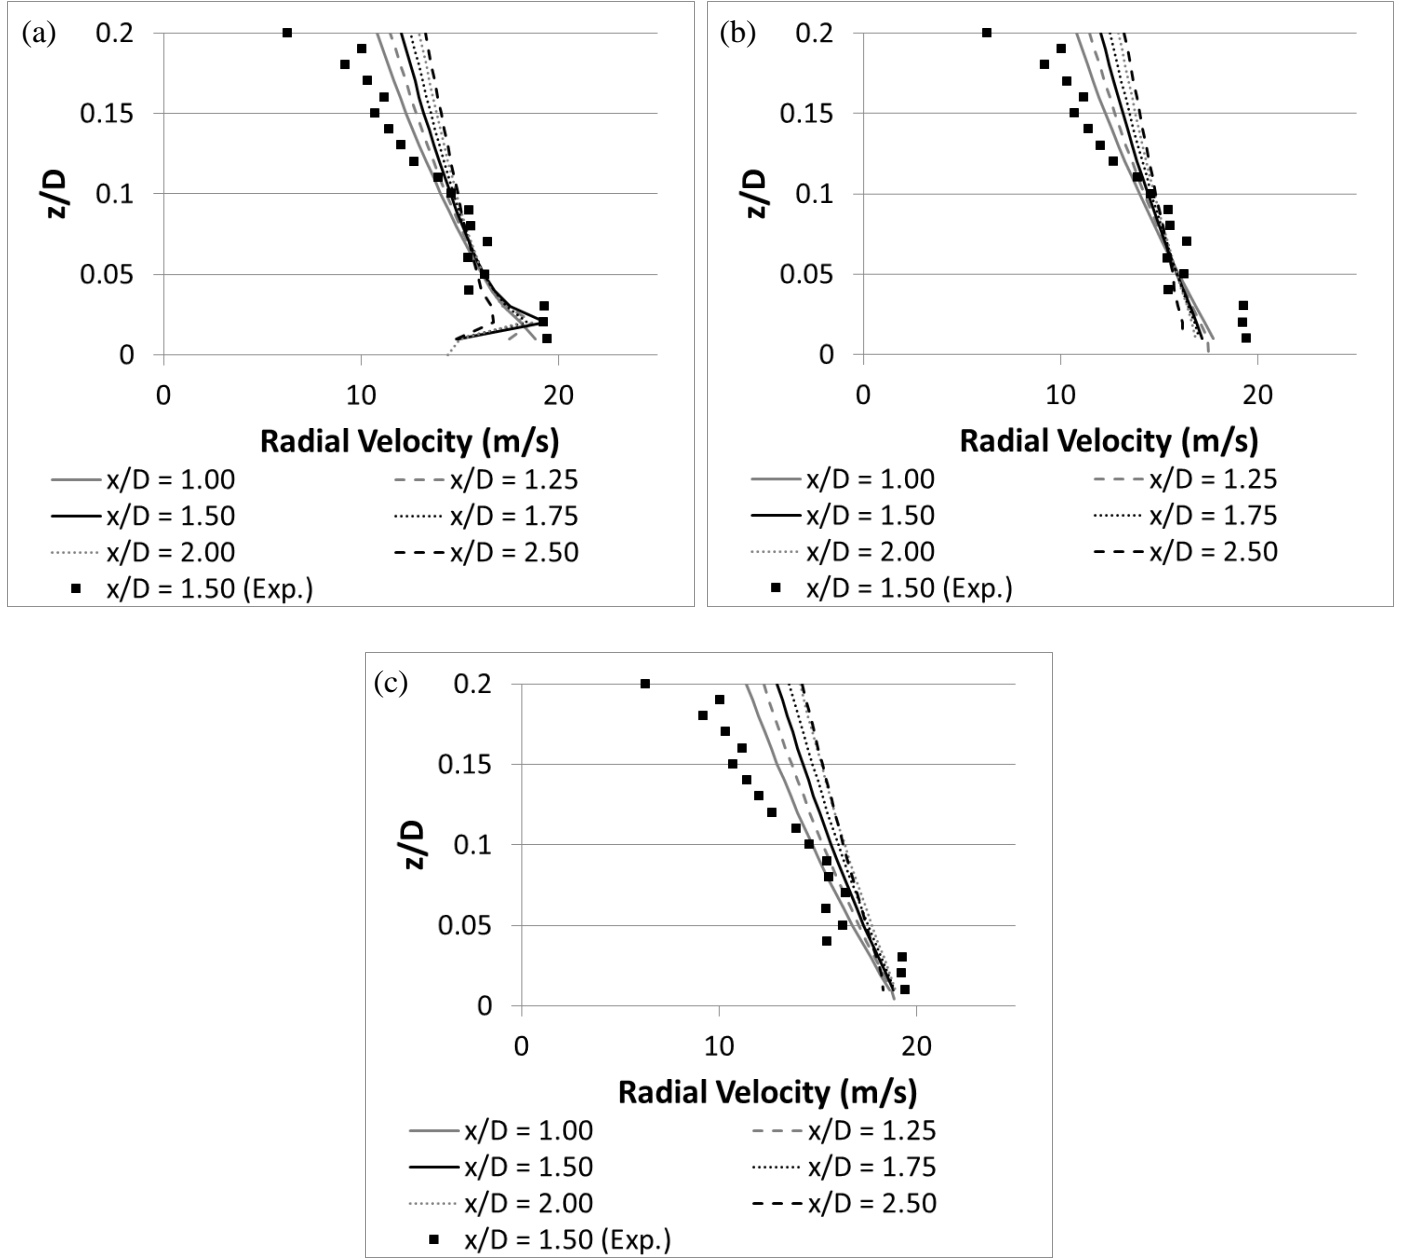 (a)
0.2
0.15
0.1
0.05
0
z/D
0 10 20
Radial Velocity (m/s)
x/D = 1.00 x/D = 1.25
x/D = 1.50 x/D = 1.75
x/D = 2.00 x/D = 2.50
x/D = 1.50 (Exp.)
(b)
0.2
0.15
0.1
0.05
0
z/D
0 10 20
Radial Velocity (m/s)
x/D = 1.00 x/D = 1.25
x/D = 1.50 x/D = 1.75
x/D = 2.00 x/D = 2.50
x/D = 1.50 (Exp.)
(c)
0.2
0.15
0.1
0.05
0
z/D
0 10 20
Radial Velocity (m/s)
x/D = 1.00 x/D = 1.25
x/D = 1.50 x/D = 1.75
x/D = 2.00 x/D = 2.50
x/D = 1.50 (Exp.)